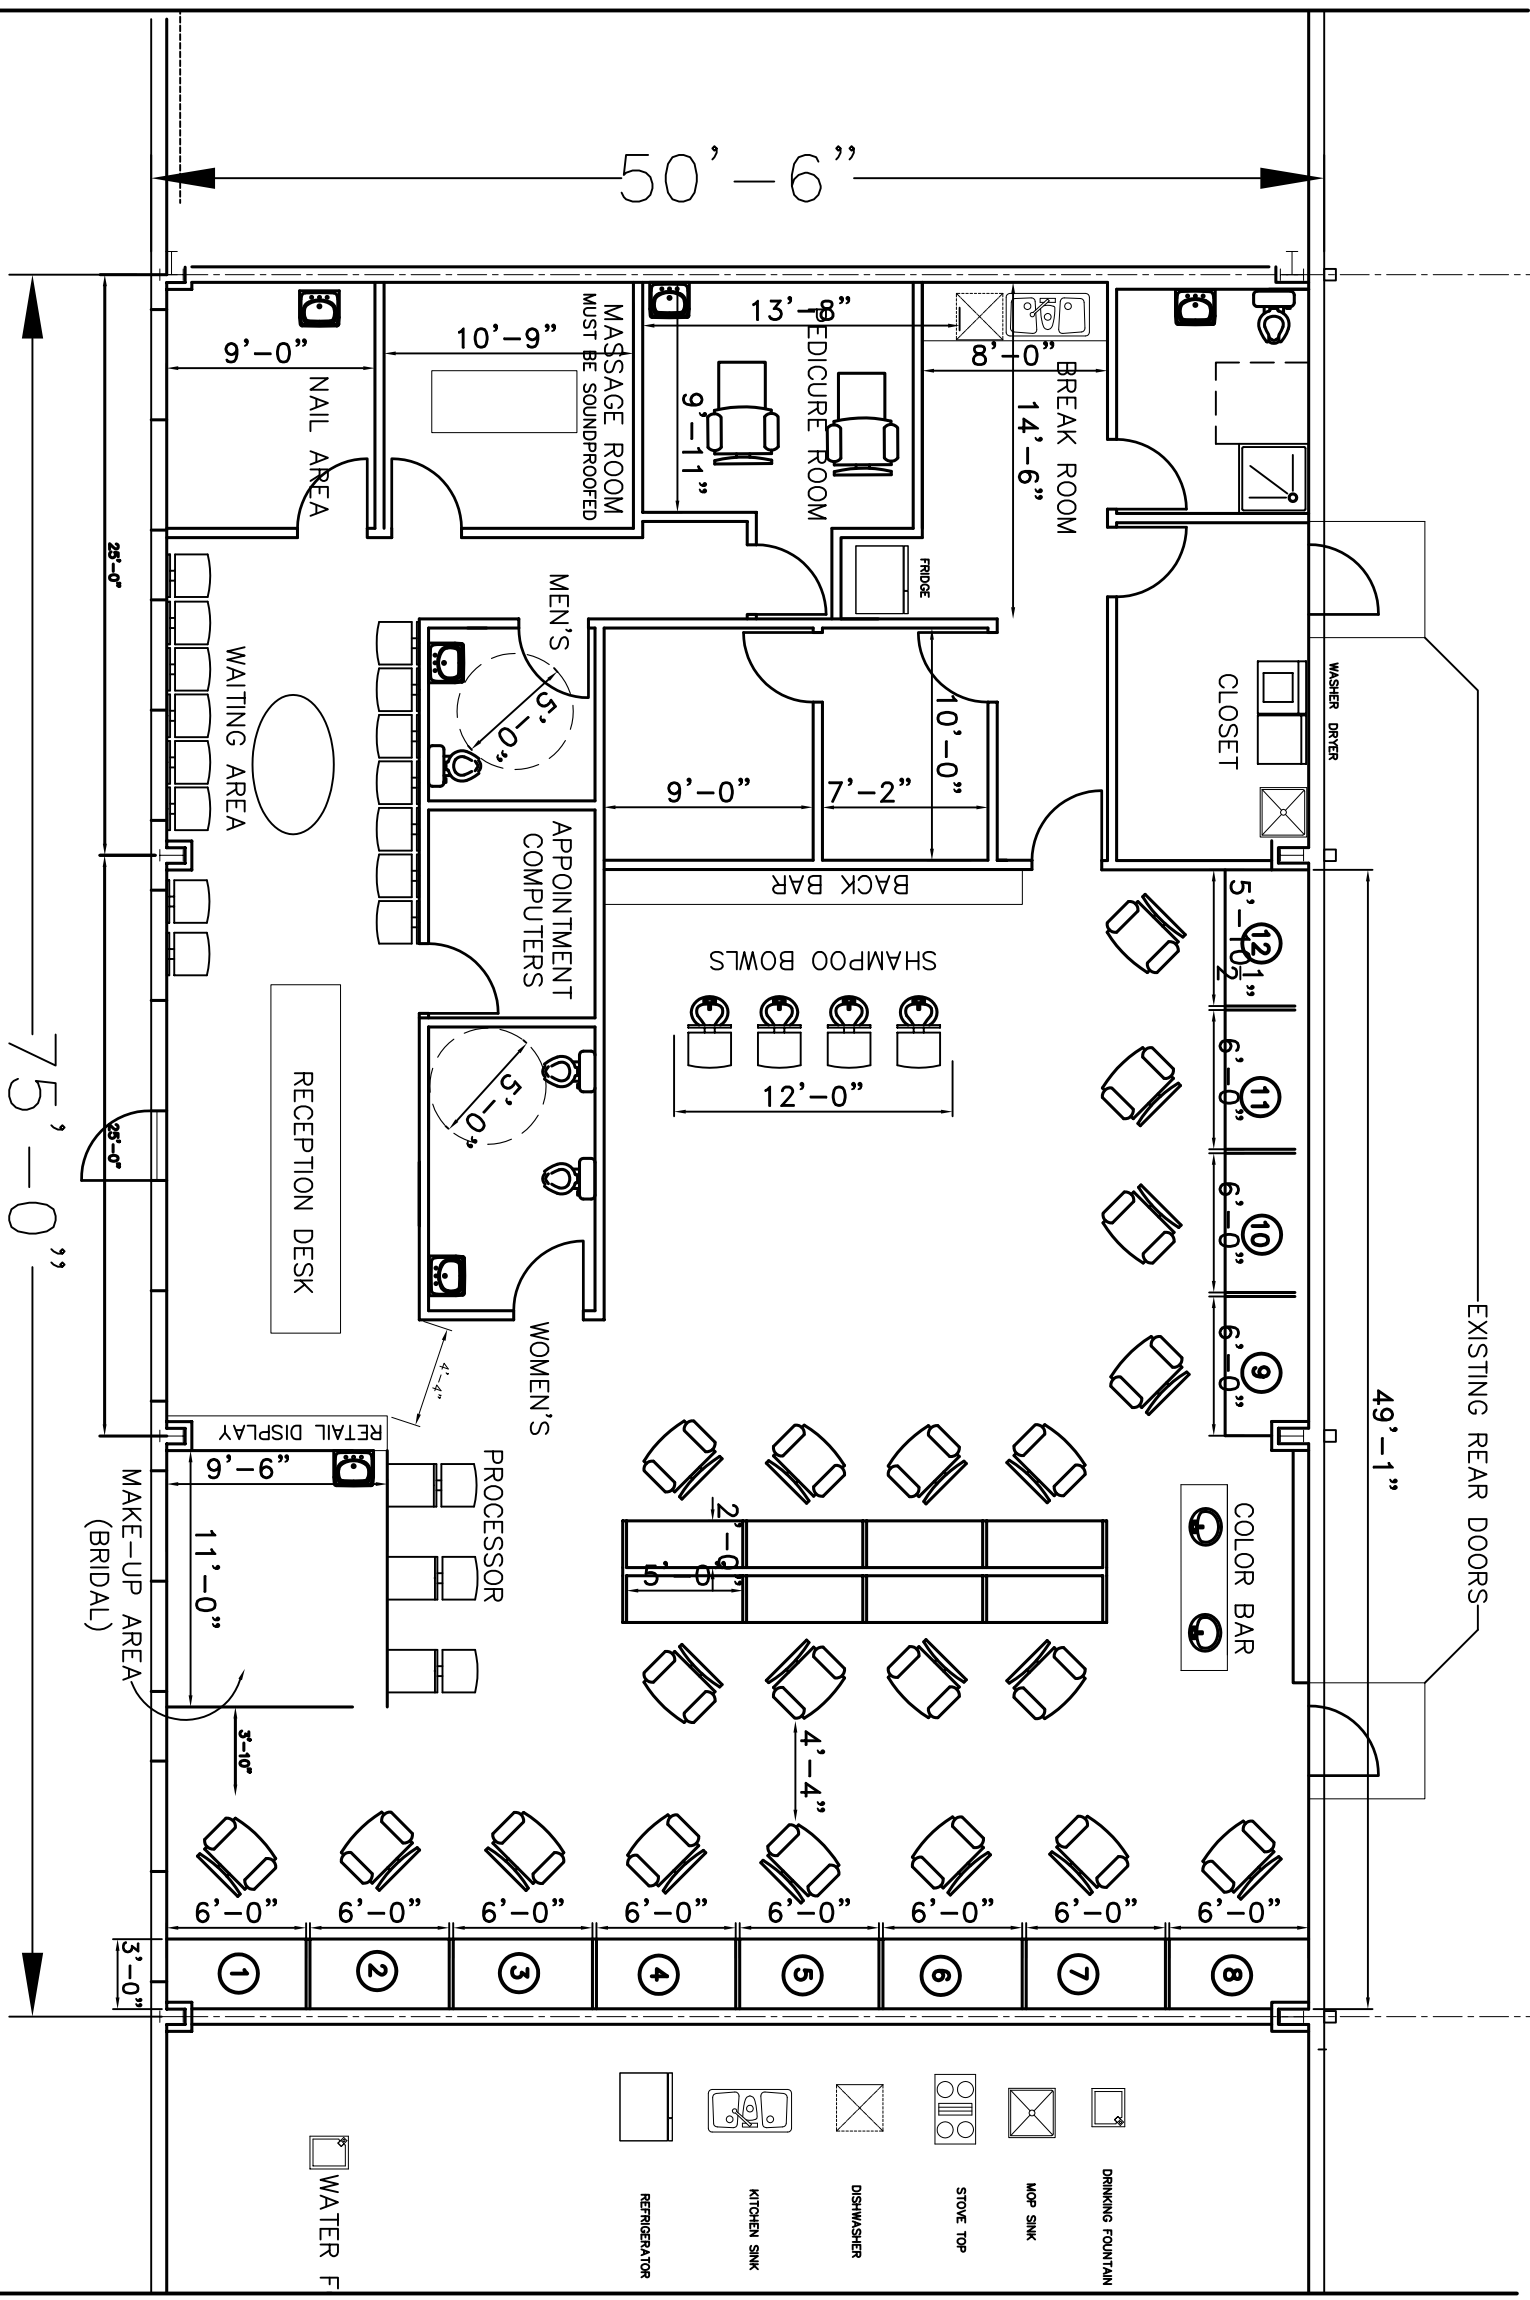 50'-6"
75'-0"
25'-0"
25'-0"
49'-1"
EXISTING REAR DOORS
9'-0"
NAIL AREA
10'-9"
MASSAGE ROOM
MUST BE SOUNDPROOFED
13'-8"
9'-11"
PEDICURE ROOM
8'-0"
14'-6"
BREAK ROOM
FRIDGE
WASHER DRYER
CLOSET
WAITING AREA
MEN'S
5'-0"
9'-0"
7'-2"
10'-0"
APPOINTMENT
COMPUTERS
BACK BAR
SHAMPOO BOWLS
12'-0"
5'-0"
WOMEN'S
RECEPTION DESK
4'-4"
RETAIL DISPLAY
9'-6"
11'-0"
MAKE-UP AREA
(BRIDAL)
PROCESSOR
3'-10"
2'-0"
5'-0"
4'-4"
COLOR BAR
5'-10 1/2"
12
6'-0"
11
6'-0"
10
6'-0"
9
6'-0"
6'-0"
6'-0"
6'-0"
6'-0"
6'-0"
6'-0"
6'-0"
3'-0"
1
2
3
4
5
6
7
8
WATER F
REFRIGERATOR
KITCHEN SINK
DISHWASHER
STOVE TOP
MOP SINK
DRINKING FOUNTAIN